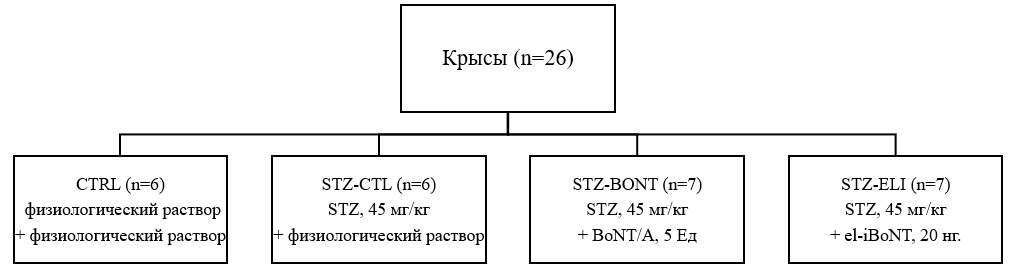 Крысы (n=26)
CTRL (n=6)
физиологический раствор
+ физиологический раствор
STZ-CTL (n=6)
STZ, 45 мг/кг
+ физиологический раствор
STZ-BONT (n=7)
STZ, 45 мг/кг
+ BoNT/A, 5 Ед
STZ-ELI (n=7)
STZ, 45 мг/кг
+ el-iBoNT, 20 нг.